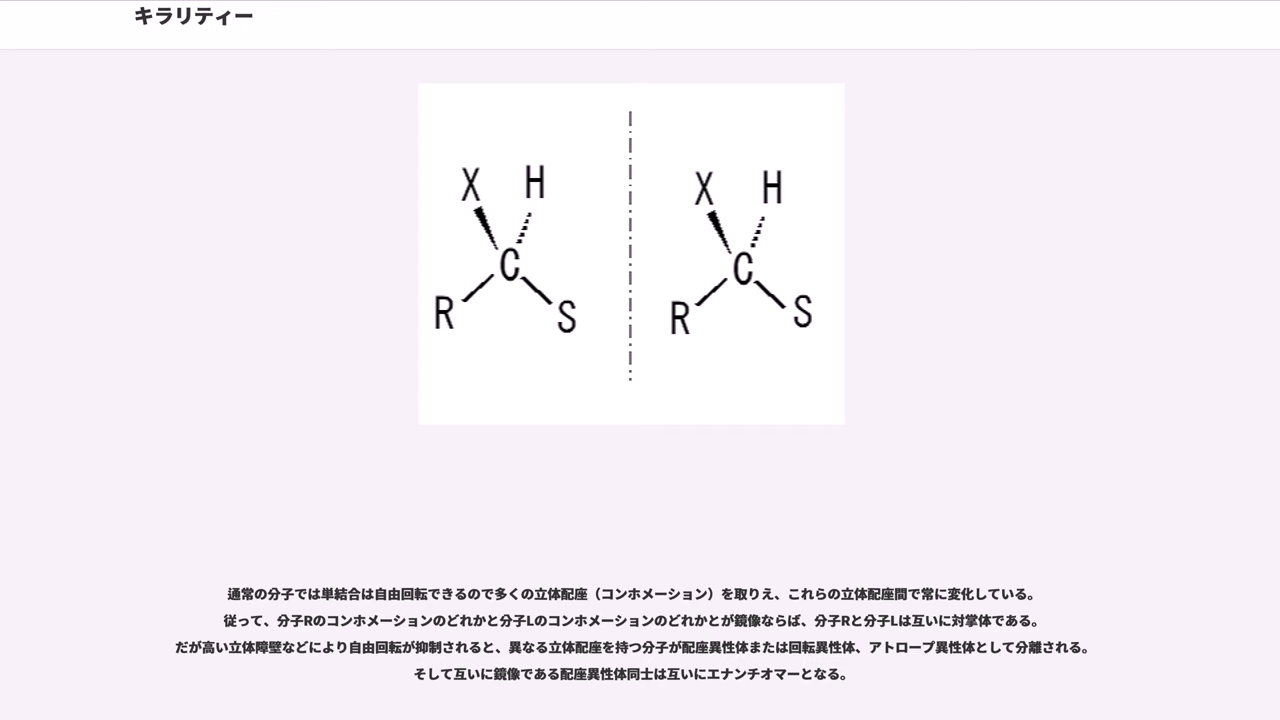 キラリティー
X H X H
C C
R S R S
通常の分子では単結合は自由回転できるので多くの立体配座（コンホメーション）を取りえ、これらの立体配座間で常に変化している。
従って、分子Rのコンホメーションのどれかと分子Lのコンホメーションのどれかとが鏡像ならば、分子Rと分子Lは互いに対掌体である。
だが高い立体障壁などにより自由回転が抑制されると、異なる立体配座を持つ分子が配座異性体または回転異性体、アトロープ異性体として分離される。
そして互いに鏡像である配座異性体同士は互いにエナンチオマーとなる。